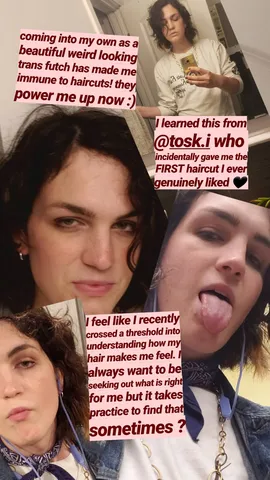 coming into my own as a
beautiful weird looking
trans futch has made me
immune to haircuts! they
power me up now :)
I learned this from
@tosk.i who
incidentally gave me the
FIRST haircut I ever
genuinely liked 🖤
I feel like I recently
crossed a threshold into
understanding how my
hair makes me feel. I
always want to be
seeking out what is right
for me but it takes
practice to find that
sometimes ?